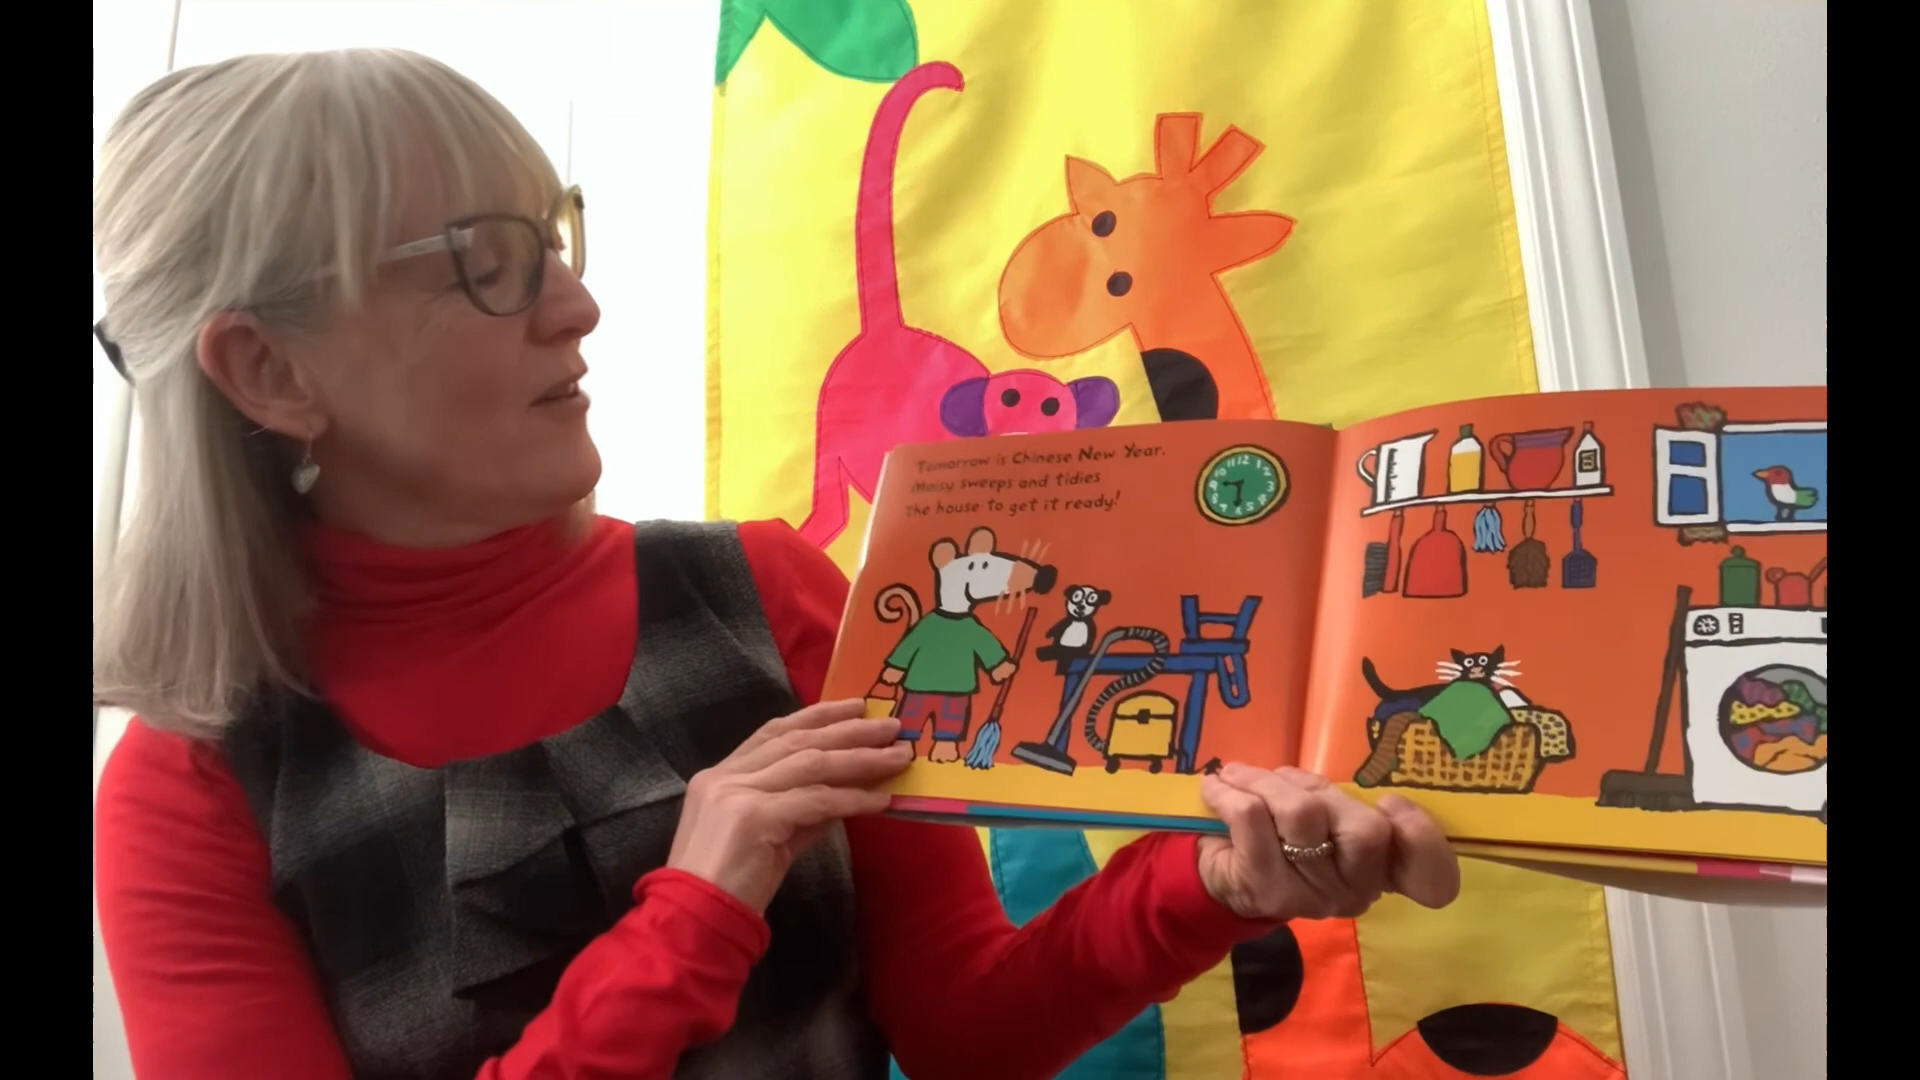 Tomorrow is Chinese New Year.
Maisy sweeps and tidies
the house to get it ready!